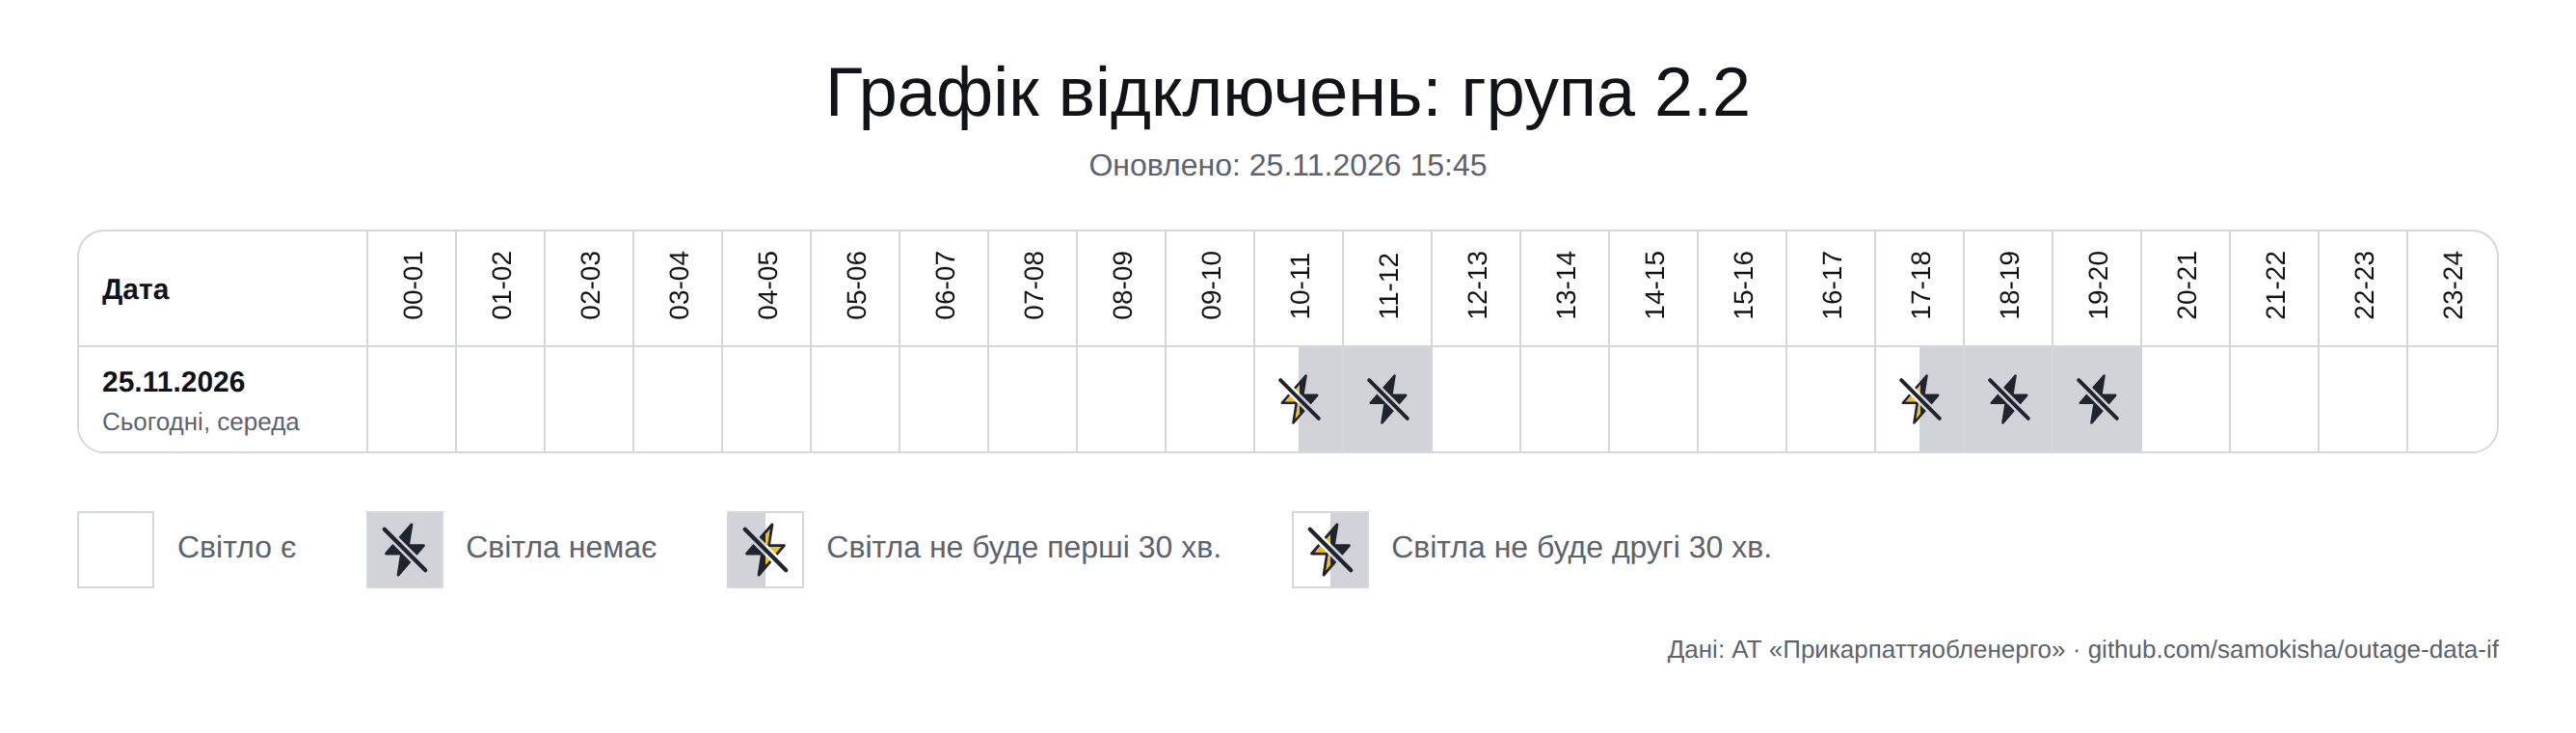 Графік відключень: група 2.2
Оновлено: 25.11.2026 15:45
Дата 00-01 01-02 02-03 03-04 04-05 05-06 06-07 07-08 08-09 09-10 10-11 11-12 12-13 13-14 14-15 15-16 16-17 17-18 18-19 19-20 20-21 21-22 22-23 23-24
25.11.2026
Сьогодні, середа
Світло є Світла немає Світла не буде перші 30 хв. Світла не буде другі 30 хв.
Дані: АТ «Прикарпаттяобленерго» · github.com/samokisha/outage-data-if